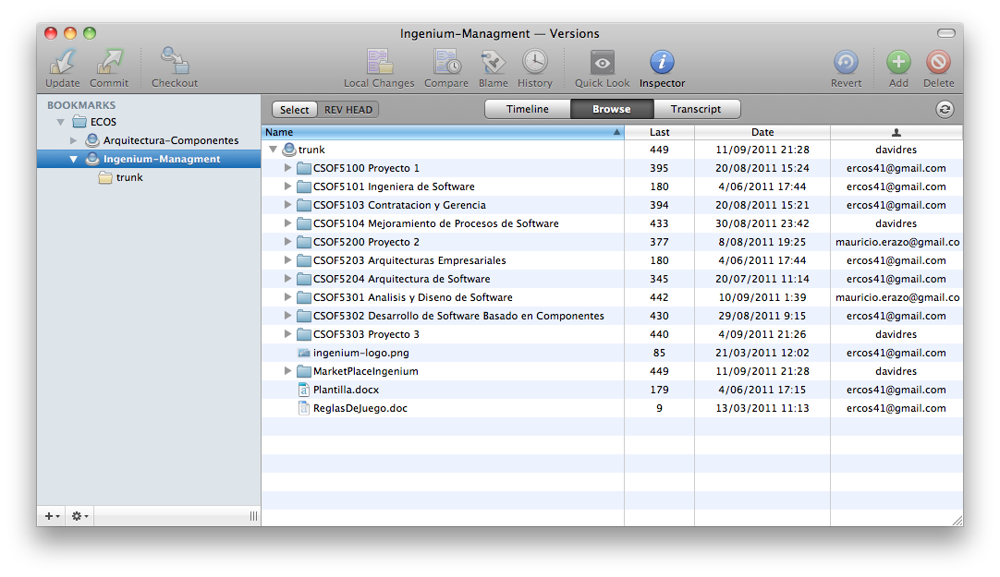 Ingenium-Managment — Versions
Update Commit Checkout Local Changes Compare Blame History Quick Look Inspector Revert Add Delete
BOOKMARKS
ECOS
Arquitectura-Componentes
Ingenium-Managment
trunk
Select REV HEAD Timeline Browse Transcript
Name Last Date
trunk 449 11/09/2011 21:28 davidres
CSOF5100 Proyecto 1 395 20/08/2011 15:24 ercos41@gmail.com
CSOF5101 Ingeniera de Software 180 4/06/2011 17:44 ercos41@gmail.com
CSOF5103 Contratacion y Gerencia 394 20/08/2011 15:21 ercos41@gmail.com
CSOF5104 Mejoramiento de Procesos de Software 433 30/08/2011 23:42 davidres
CSOF5200 Proyecto 2 377 8/08/2011 19:25 mauricio.erazo@gmail.co
CSOF5203 Arquitecturas Empresariales 180 4/06/2011 17:44 ercos41@gmail.com
CSOF5204 Arquitectura de Software 345 20/07/2011 11:14 ercos41@gmail.com
CSOF5301 Analisis y Diseno de Software 442 10/09/2011 1:39 mauricio.erazo@gmail.co
CSOF5302 Desarrollo de Software Basado en Componentes 430 29/08/2011 9:15 ercos41@gmail.com
CSOF5303 Proyecto 3 440 4/09/2011 21:26 davidres
ingenium-logo.png 85 21/03/2011 12:02 ercos41@gmail.com
MarketPlaceIngenium 449 11/09/2011 21:28 davidres
Plantilla.docx 179 4/06/2011 17:15 ercos41@gmail.com
ReglasDeJuego.doc 9 13/03/2011 11:13 ercos41@gmail.com